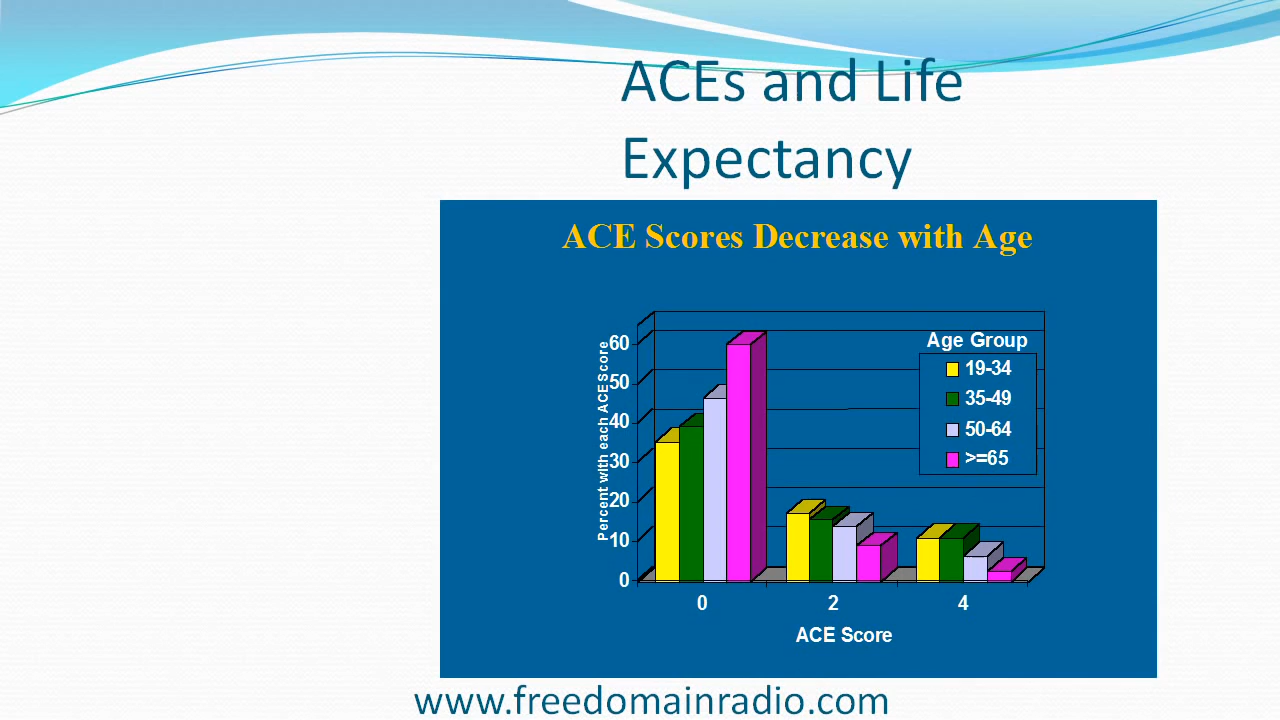 ACEs and Life
Expectancy
ACE Scores Decrease with Age
Percent with each ACE Score
60
50
40
30
20
10
0
0 2 4
ACE Score
Age Group
19-34
35-49
50-64
>=65
www.freedomainradio.com